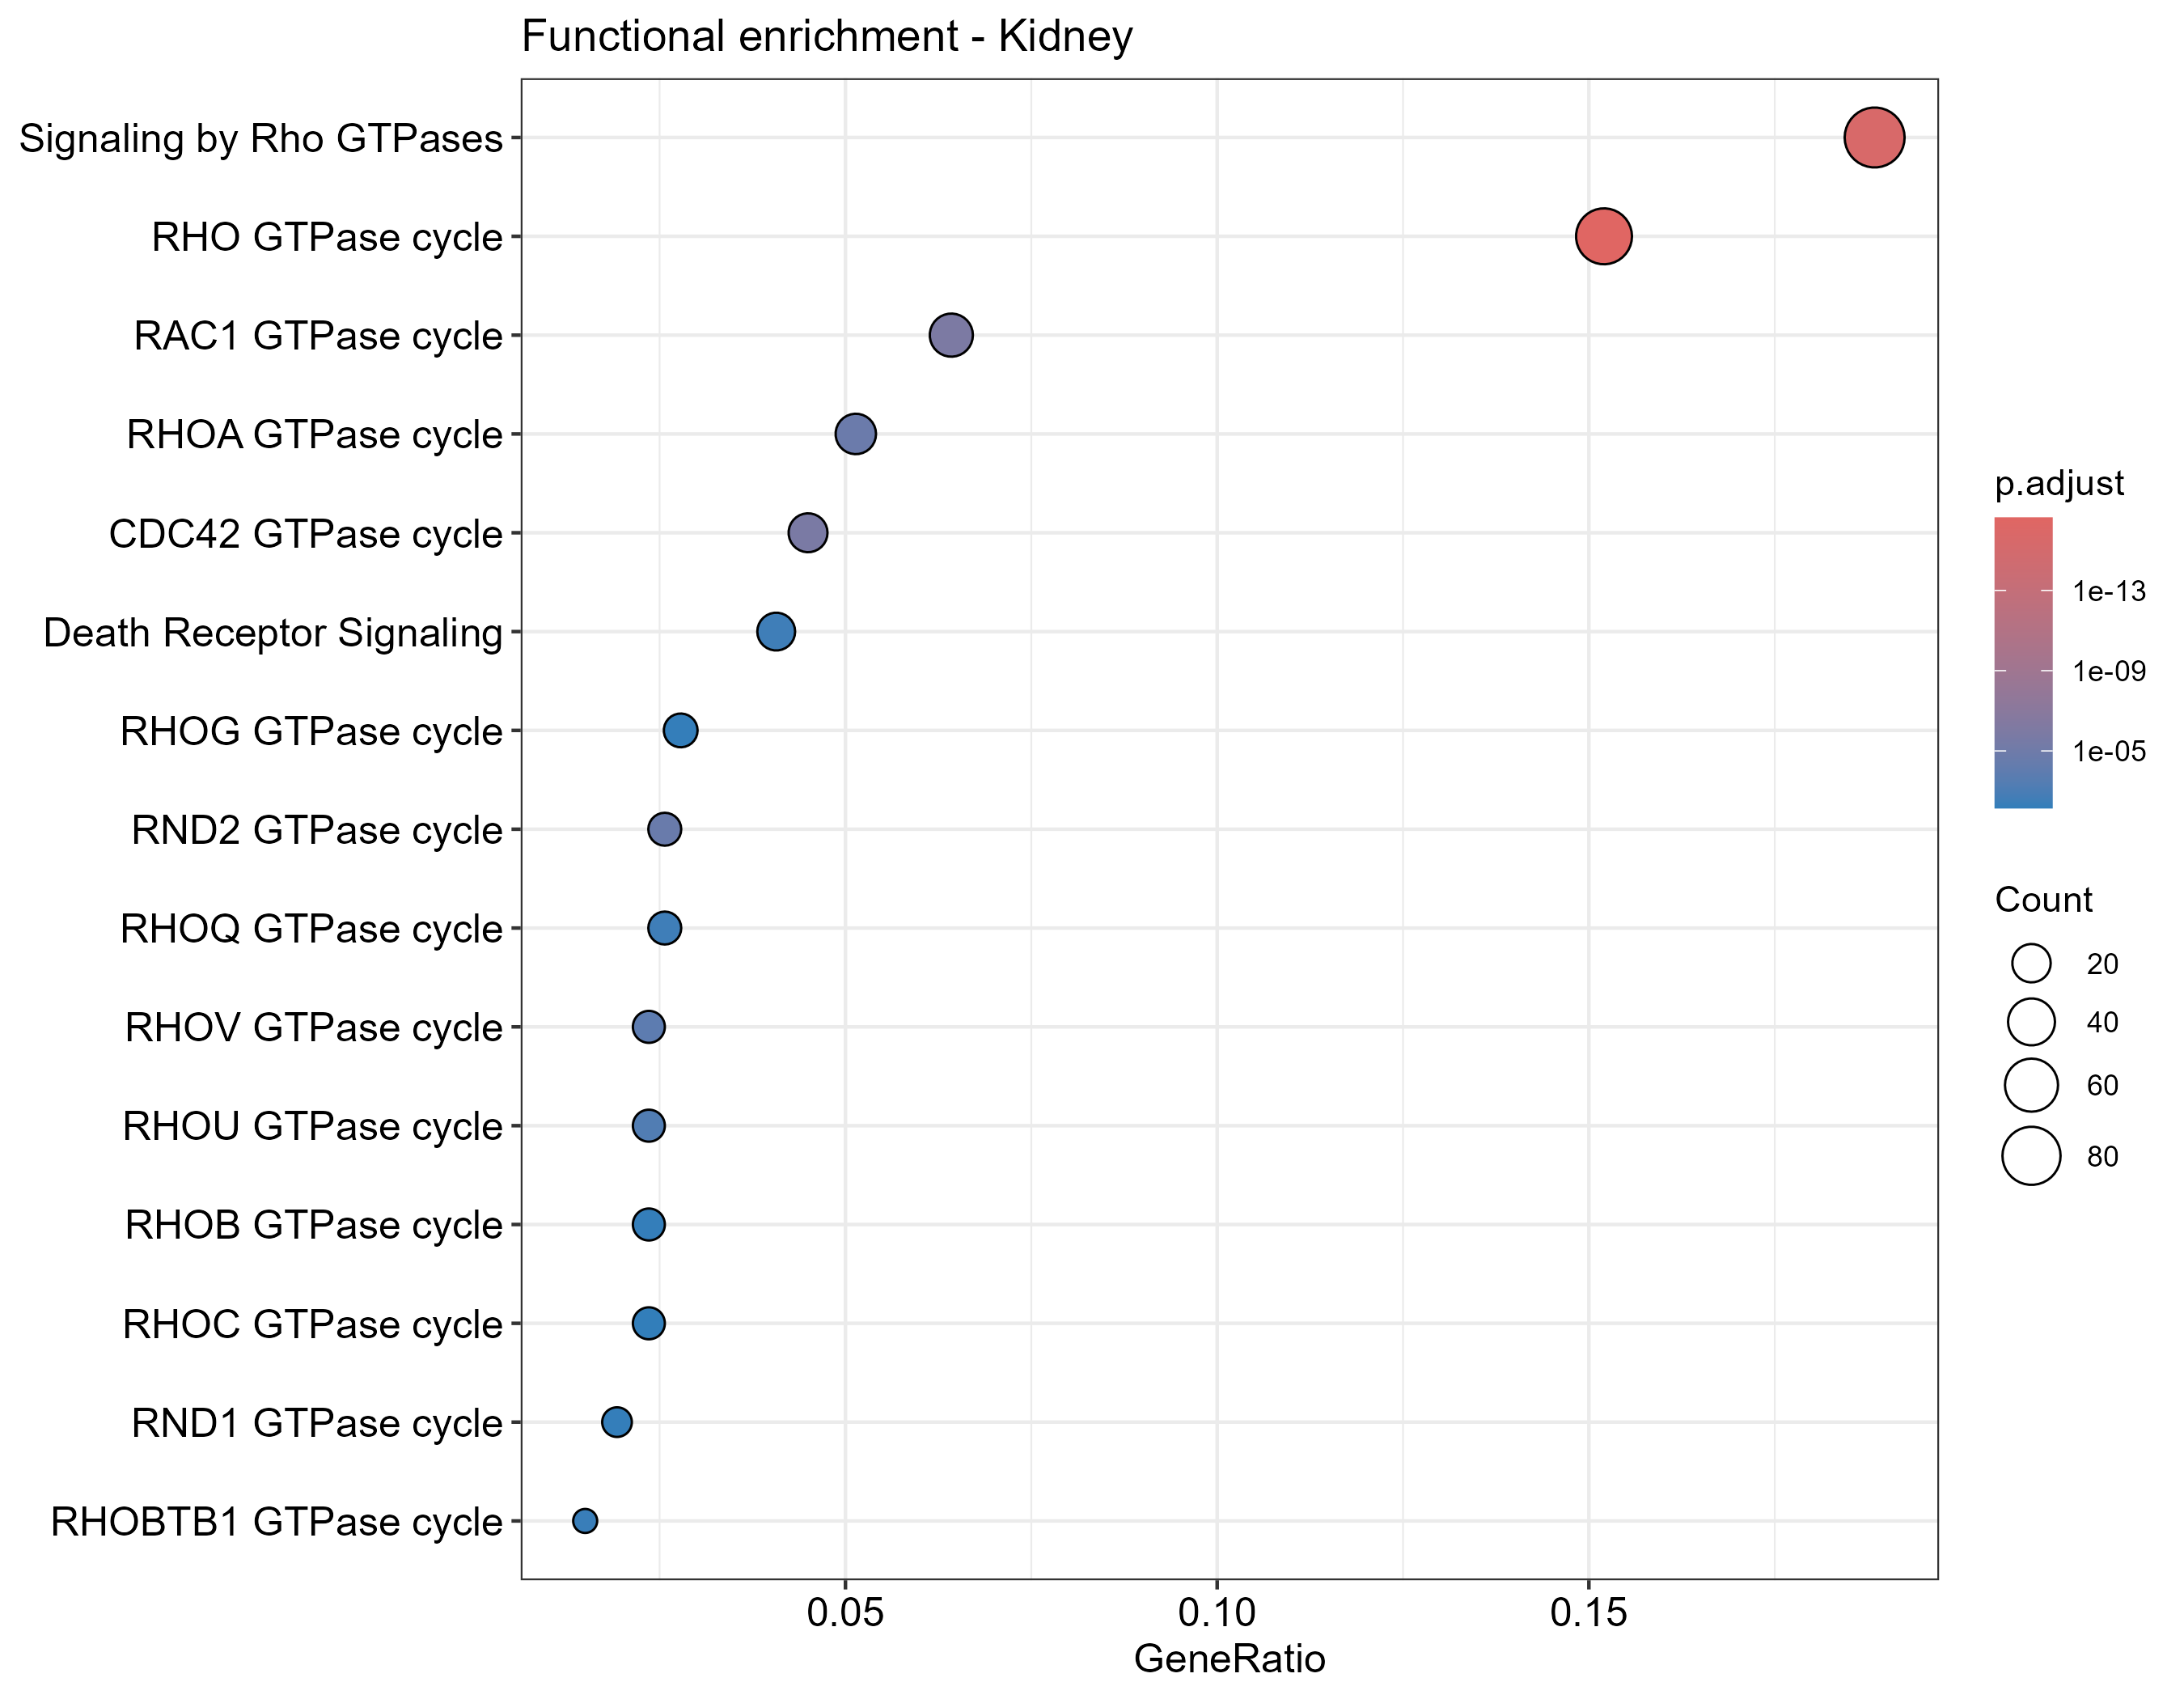 Functional enrichment - Kidney
Signaling by Rho GTPases
RHO GTPase cycle
RAC1 GTPase cycle
RHOA GTPase cycle
CDC42 GTPase cycle
Death Receptor Signaling
RHOG GTPase cycle
RND2 GTPase cycle
RHOQ GTPase cycle
RHOV GTPase cycle
RHOU GTPase cycle
RHOB GTPase cycle
RHOC GTPase cycle
RND1 GTPase cycle
RHOBTB1 GTPase cycle
0.05 0.10 0.15
GeneRatio
p.adjust
1e-13
1e-09
1e-05
Count
20
40
60
80